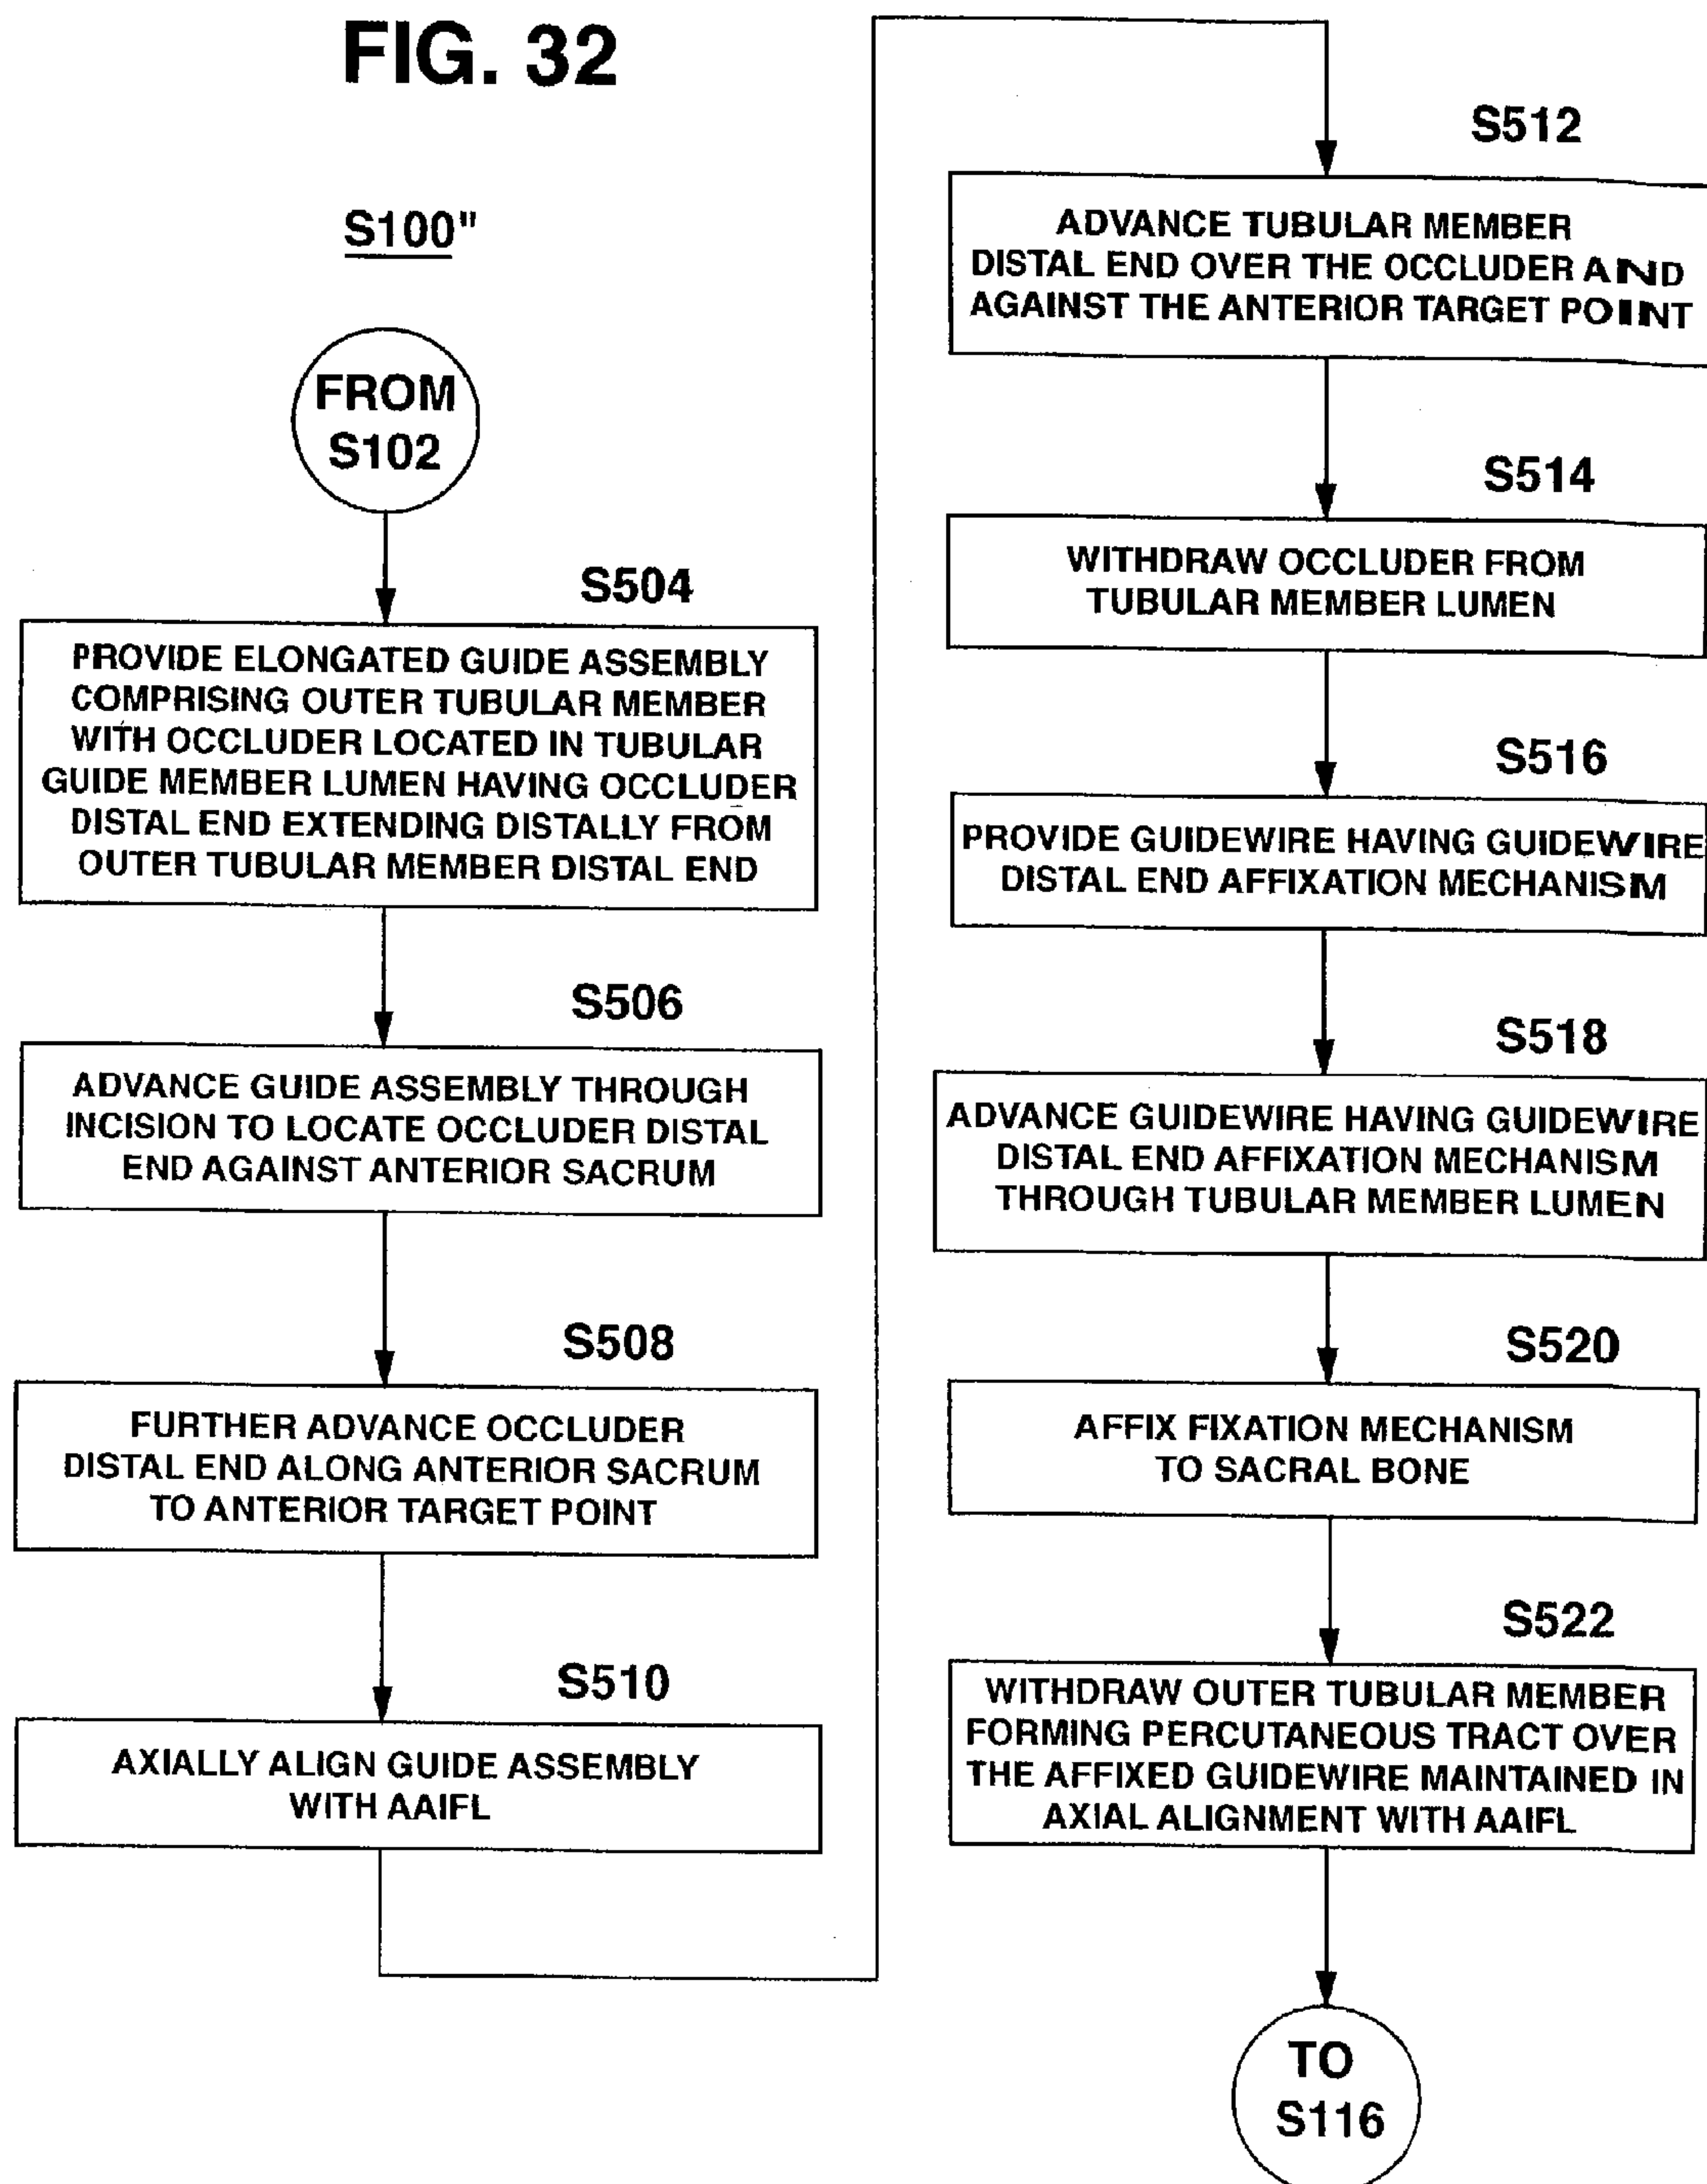 FIG. 32
S100"
FROM
S102
S504
PROVIDE ELONGATED GUIDE ASSEMBLY
COMPRISING OUTER TUBULAR MEMBER
WITH OCCLUDER LOCATED IN TUBULAR
GUIDE MEMBER LUMEN HAVING OCCLUDER
DISTAL END EXTENDING DISTALLY FROM
OUTER TUBULAR MEMBER DISTAL END
S506
ADVANCE GUIDE ASSEMBLY THROUGH
INCISION TO LOCATE OCCLUDER DISTAL
END AGAINST ANTERIOR SACRUM
S508
FURTHER ADVANCE OCCLUDER
DISTAL END ALONG ANTERIOR SACRUM
TO ANTERIOR TARGET POINT
S510
AXIALLY ALIGN GUIDE ASSEMBLY
WITH AAIFL
S512
ADVANCE TUBULAR MEMBER
DISTAL END OVER THE OCCLUDER AND
AGAINST THE ANTERIOR TARGET POINT
S514
WITHDRAW OCCLUDER FROM
TUBULAR MEMBER LUMEN
S516
PROVIDE GUIDEWIRE HAVING GUIDEWIRE
DISTAL END AFFIXATION MECHANISM
S518
ADVANCE GUIDEWIRE HAVING GUIDEWIRE
DISTAL END AFFIXATION MECHANISM
THROUGH TUBULAR MEMBER LUMEN
S520
AFFIX FIXATION MECHANISM
TO SACRAL BONE
S522
WITHDRAW OUTER TUBULAR MEMBER
FORMING PERCUTANEOUS TRACT OVER
THE AFFIXED GUIDEWIRE MAINTAINED IN
AXIAL ALIGNMENT WITH AAIFL
TO
S116